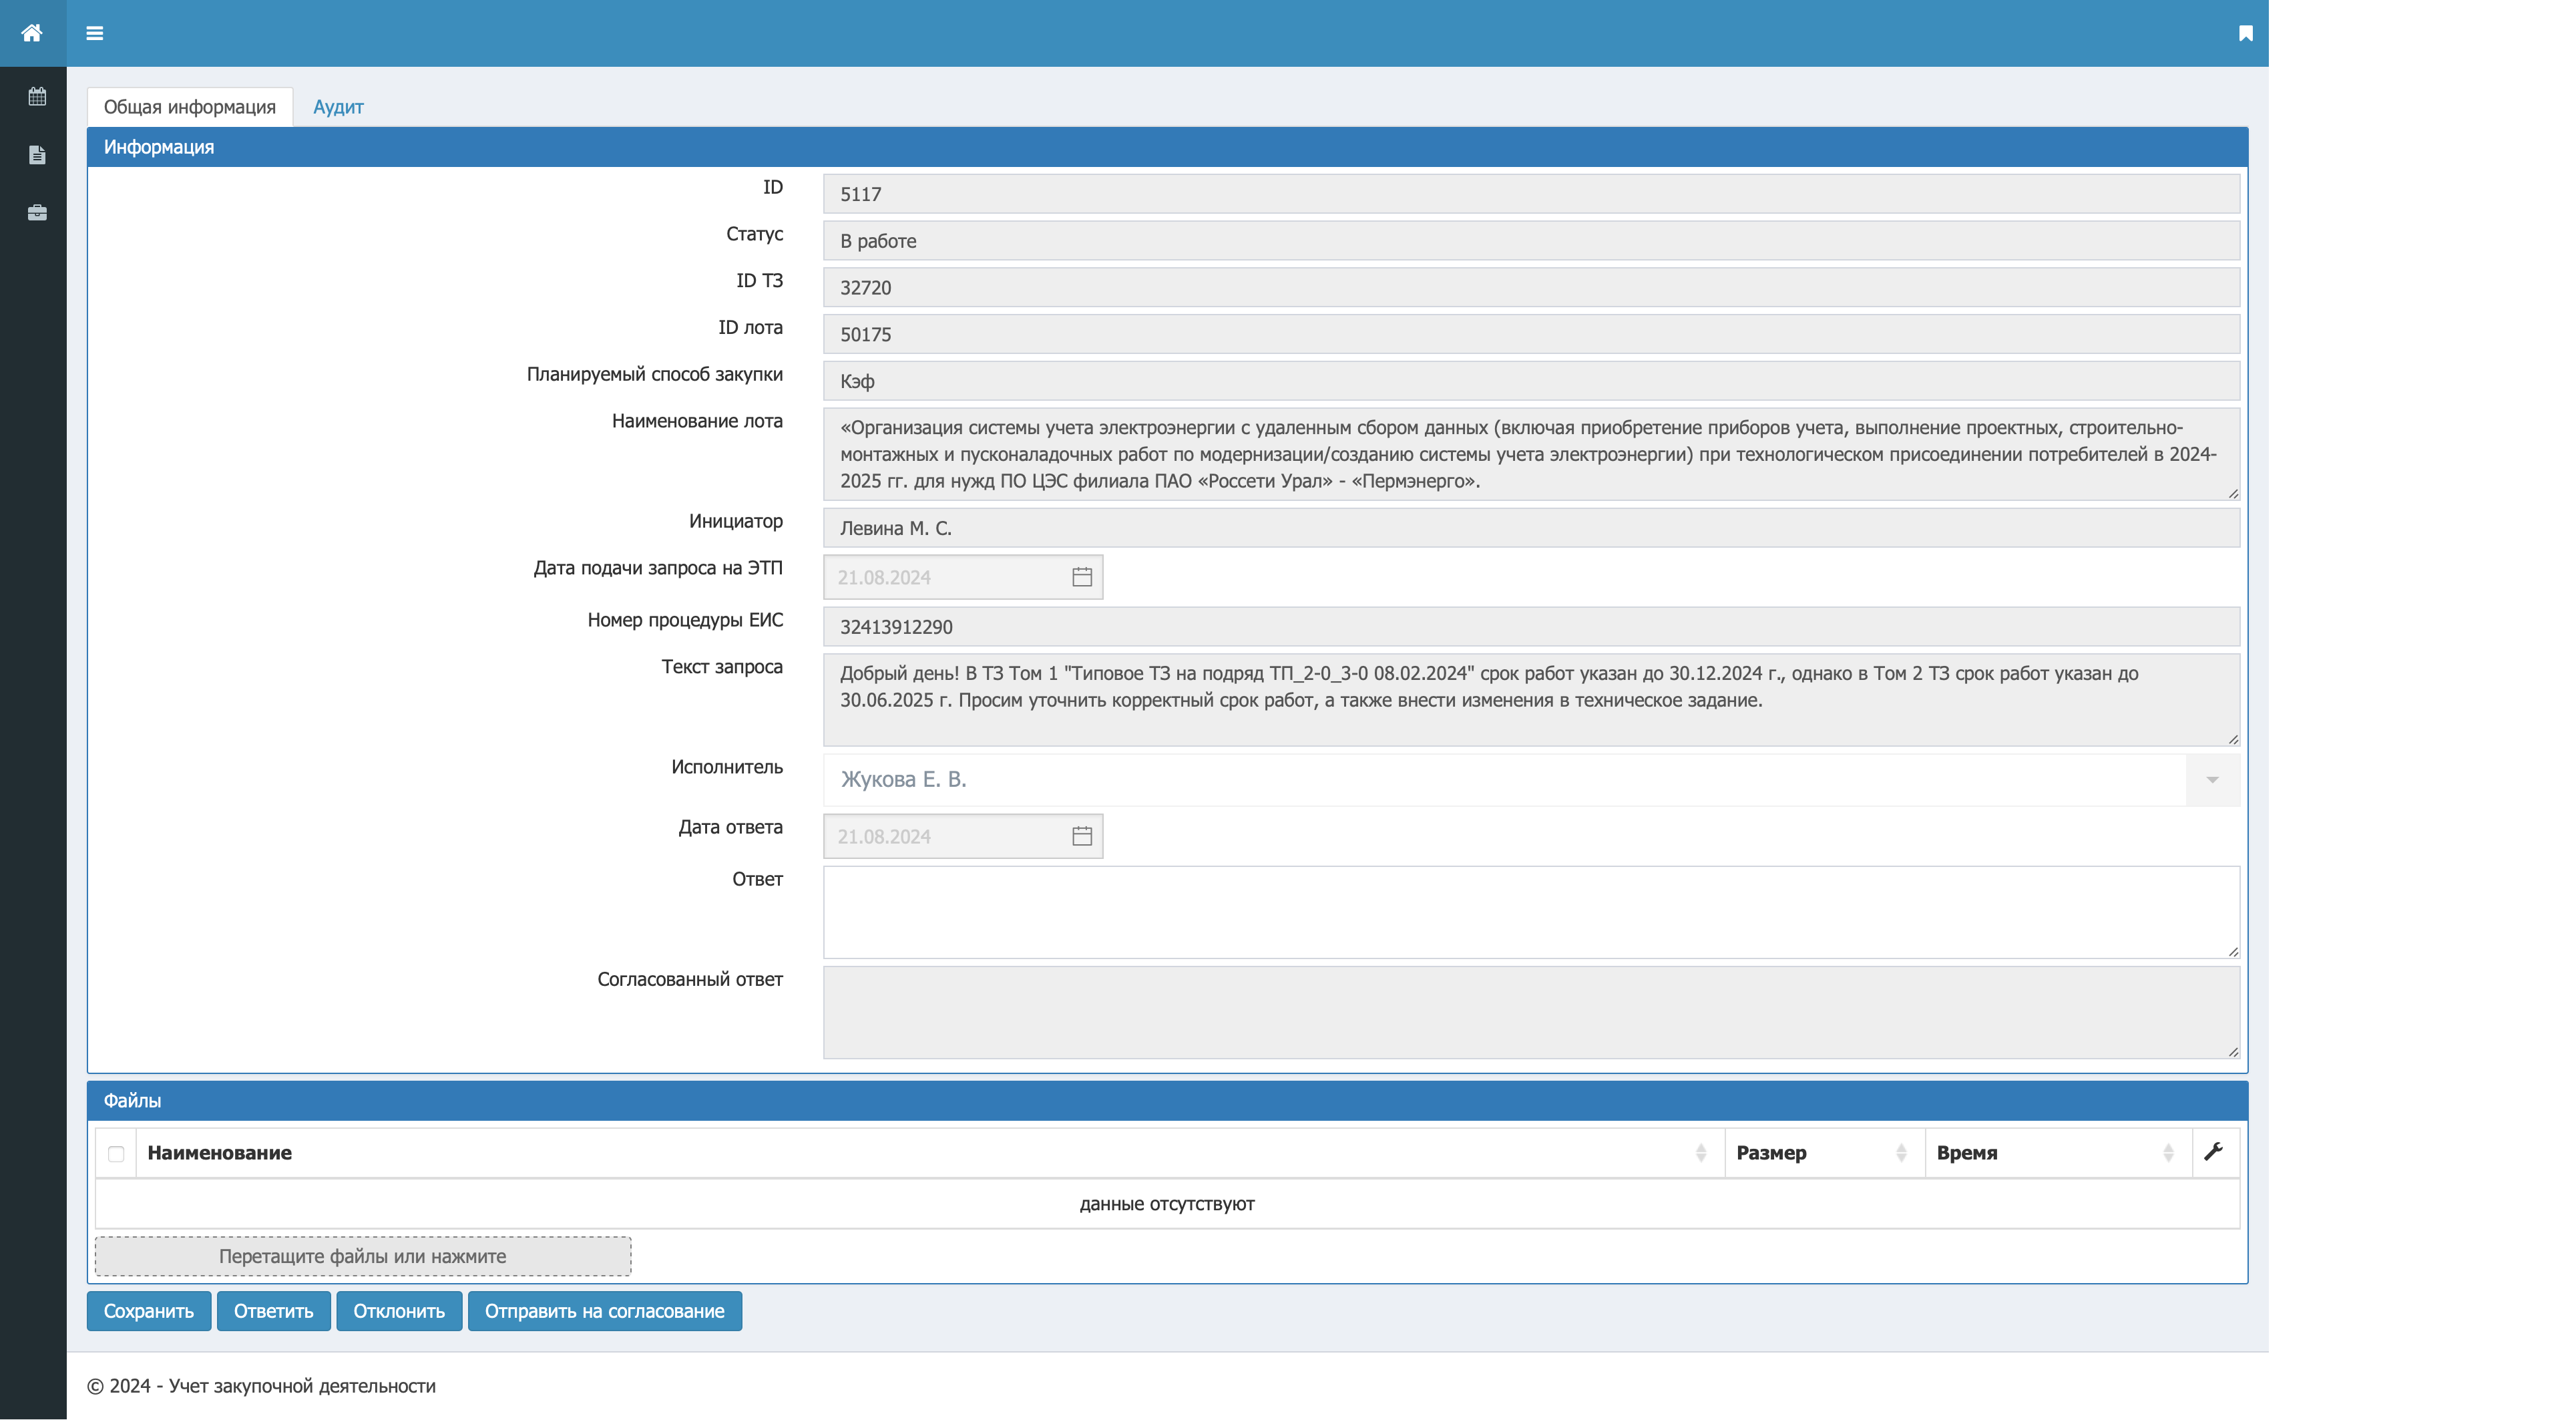 Общая информация
Аудит
Информация
ID
5117
Статус
В работе
ID ТЗ
32720
ID лота
50175
Планируемый способ закупки
Кэф
Наименование лота
«Организация системы учета электроэнергии с удаленным сбором данных (включая приобретение приборов учета, выполнение проектных, строительно-
монтажных и пусконаладочных работ по модернизации/созданию системы учета электроэнергии) при технологическом присоединении потребителей в 2024-
2025 гг. для нужд ПО ЦЭС филиала ПАО «Россети Урал» - «Пермэнерго».
Инициатор
Левина М. С.
Дата подачи запроса на ЭТП
21.08.2024
Номер процедуры ЕИС
32413912290
Текст запроса
Добрый день! В ТЗ Том 1 "Типовое ТЗ на подряд ТП_2-0_3-0 08.02.2024" срок работ указан до 30.12.2024 г., однако в Том 2 ТЗ срок работ указан до
30.06.2025 г. Просим уточнить корректный срок работ, а также внести изменения в техническое задание.
Исполнитель
Жукова Е. В.
Дата ответа
21.08.2024
Ответ
Согласованный ответ
Файлы
Наименование
Размер
Время
данные отсутствуют
Перетащите файлы или нажмите
Сохранить
Ответить
Отклонить
Отправить на согласование
© 2024 - Учет закупочной деятельности